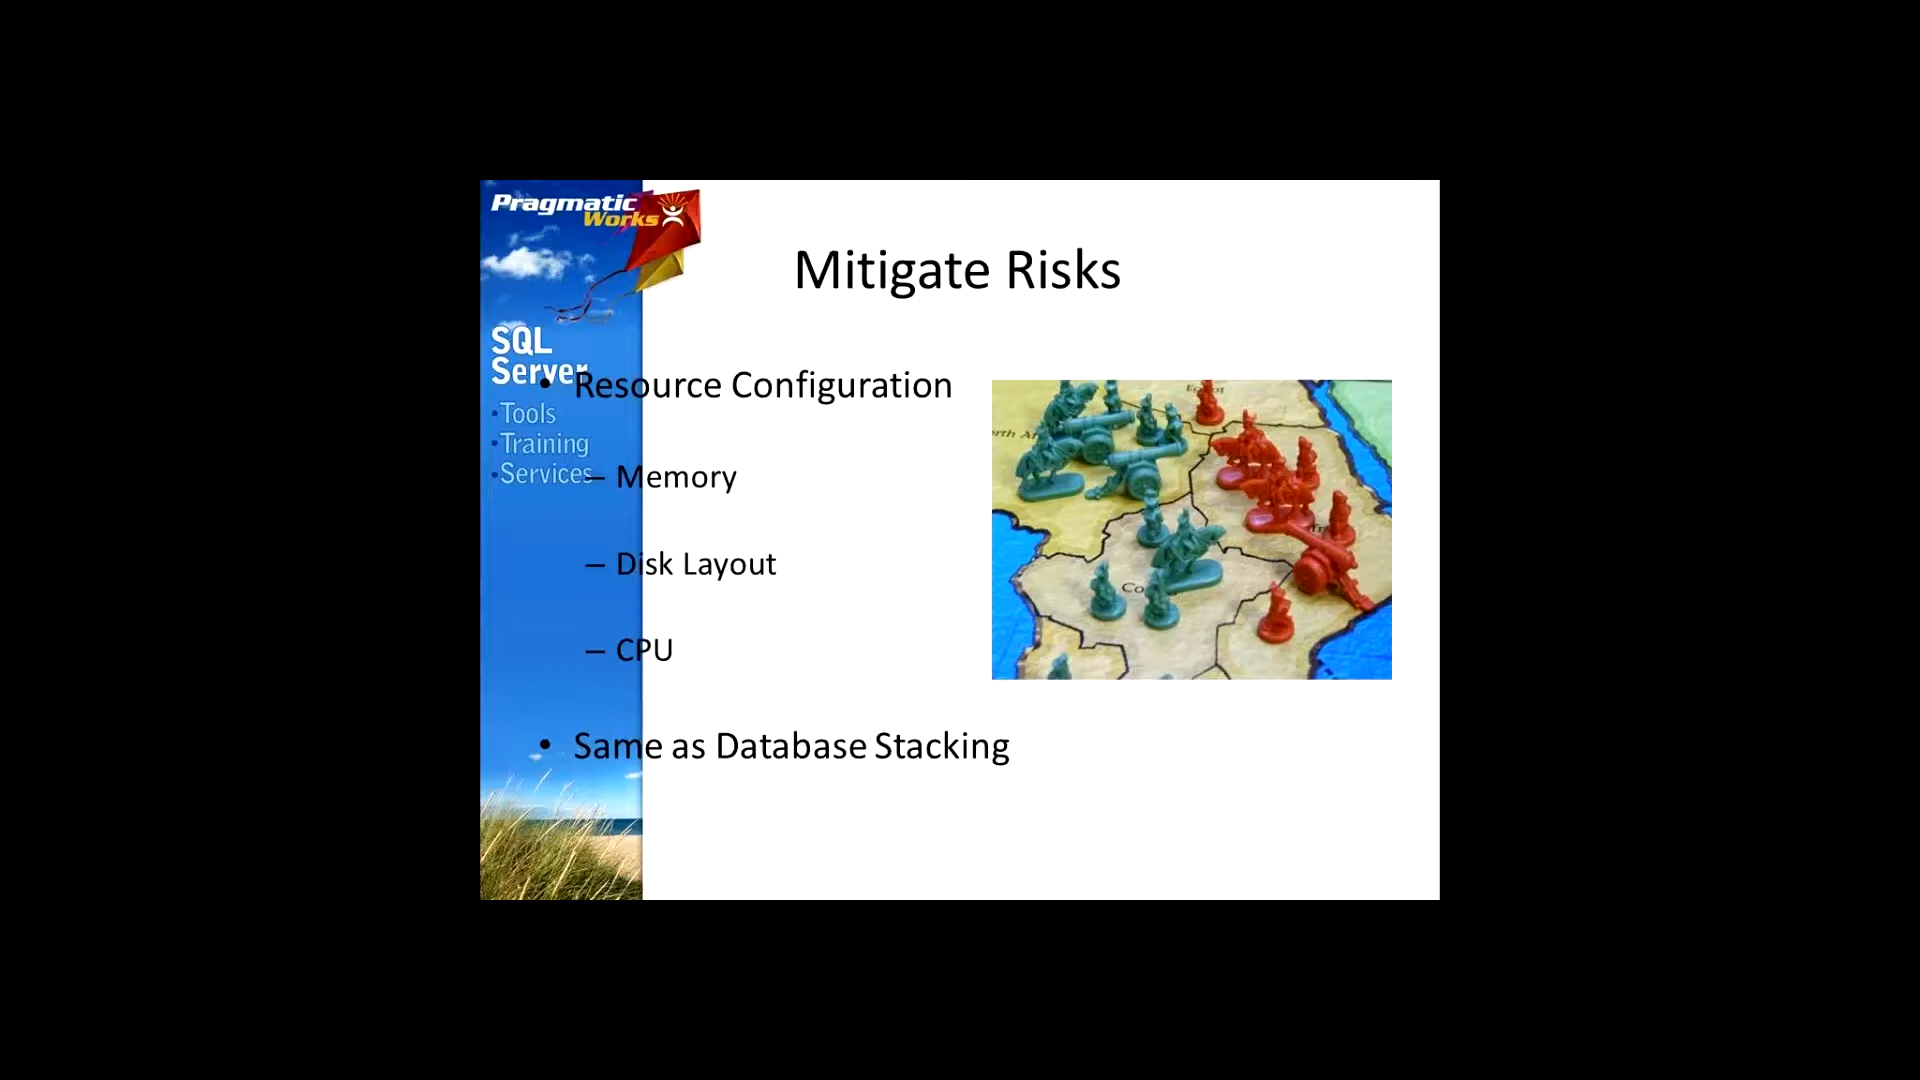 Pragmatic
Works
Mitigate Risks
SQL
Server
•Tools
•Training
•Services
• Resource Configuration
– Memory
– Disk Layout
– CPU
• Same as Database Stacking
Egypt